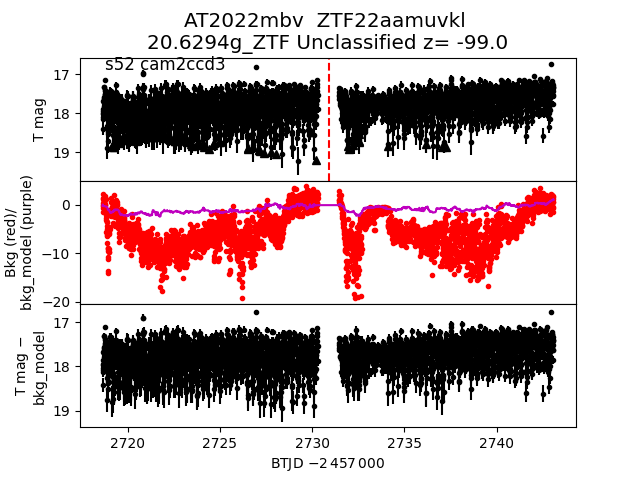 AT2022mbv  ZTF22aamuvkl
20.6294g_ZTF Unclassified z= -99.0
s52 cam2ccd3
17
18
19
T mag
0
−10
−20
Bkg (red)/
bkg_model (purple)
17
18
19
T mag −
bkg_model
2720
2725
2730
2735
2740
BTJD −2 457 000